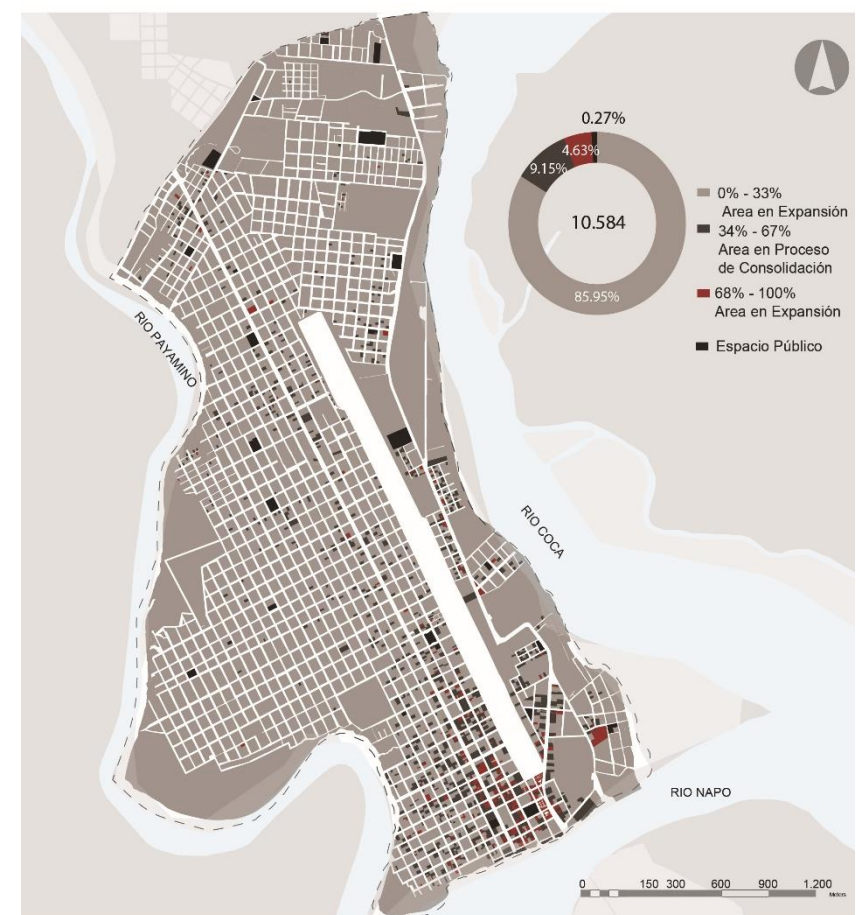 0.27%
4.63%
9.15%
10.584
85.95%
0% - 33%
Area en Expansión
34% - 67%
Area en Proceso
de Consolidación
68% - 100%
Area en Expansión
Espacio Público
RIO PAYAMINO
RIO COCA
RIO NAPO
0 150 300 600 900 1.200
Meters